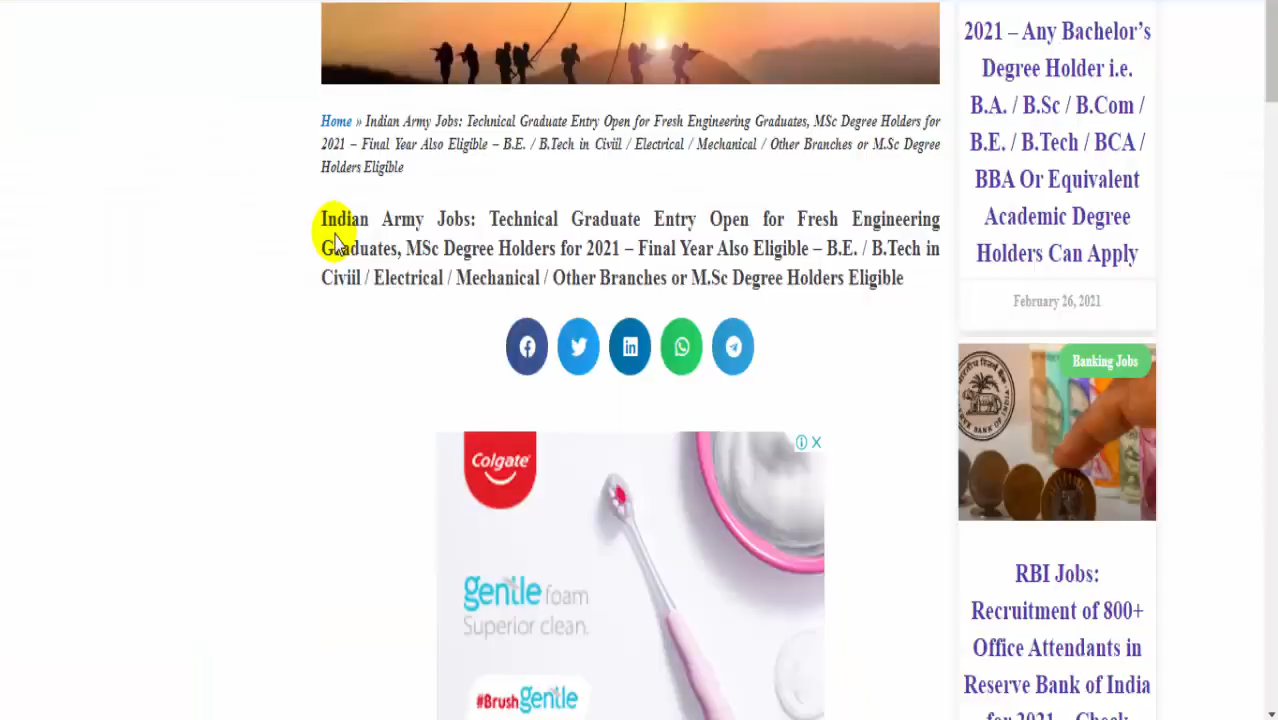 Home » Indian Army Jobs: Technical Graduate Entry Open for Fresh Engineering Graduates, MSc Degree Holders for
2021 – Final Year Also Eligible – B.E. / B.Tech in Civiil / Electrical / Mechanical / Other Branches or M.Sc Degree
Holders Eligible
Indian Army Jobs: Technical Graduate Entry Open for Fresh Engineering
Graduates, MSc Degree Holders for 2021 – Final Year Also Eligible – B.E. / B.Tech in
Civiil / Electrical / Mechanical / Other Branches or M.Sc Degree Holders Eligible
Colgate
gentle foam
Superior clean.
#Brushgentle
2021 – Any Bachelor's
Degree Holder i.e.
B.A. / B.Sc / B.Com /
B.E. / B.Tech / BCA /
BBA Or Equivalent
Academic Degree
Holders Can Apply
February 26, 2021
Banking Jobs
RBI Jobs:
Recruitment of 800+
Office Attendants in
Reserve Bank of India
for 2021 – Check